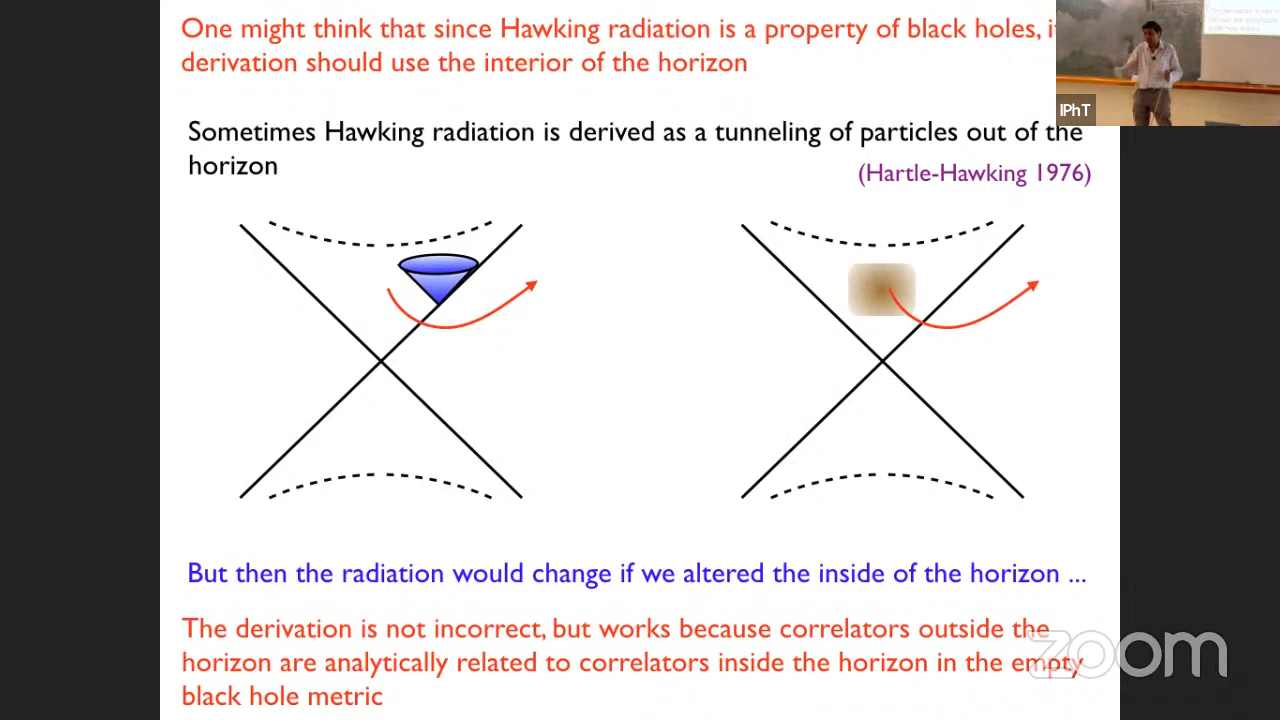 One might think that since Hawking radiation is a property of black holes, i
derivation should use the interior of the horizon
IPhT
Sometimes Hawking radiation is derived as a tunneling of particles out of the
horizon
(Hartle-Hawking 1976)
But then the radiation would change if we altered the inside of the horizon ...
The derivation is not incorrect, but works because correlators outside the
horizon are analytically related to correlators inside the horizon in the empty
black hole metric
zoom